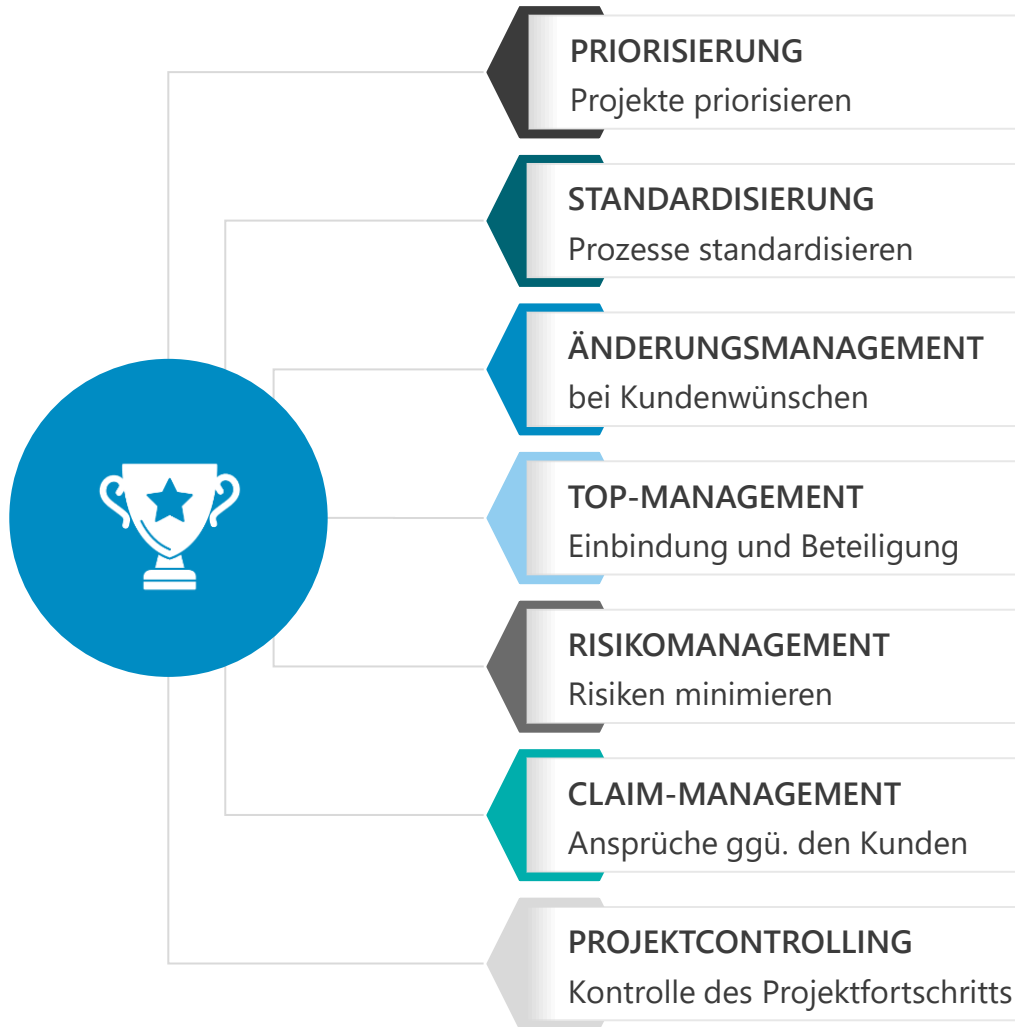 PRIORISIERUNG
Projekte priorisieren
STANDARDISIERUNG
Prozesse standardisieren
ÄNDERUNGSMANAGEMENT
bei Kundenwünschen
TOP-MANAGEMENT
Einbindung und Beteiligung
RISIKOMANAGEMENT
Risiken minimieren
CLAIM-MANAGEMENT
Ansprüche ggü. den Kunden
PROJEKTCONTROLLING
Kontrolle des Projektfortschritts